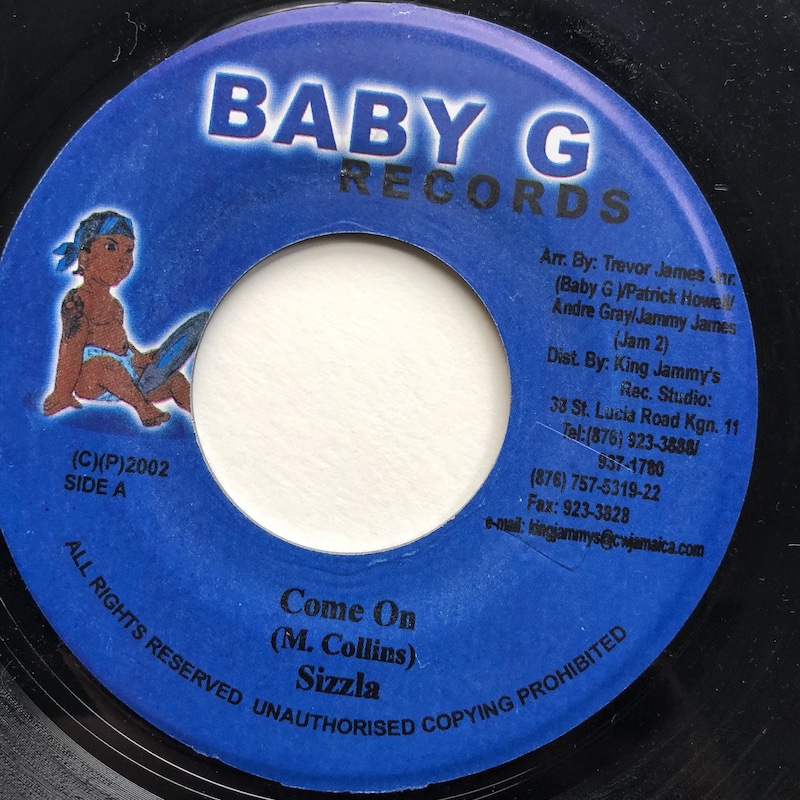 BABY G
RECORDS
Arr. By: Trevor James Jnr.
(Baby G )/Patrick Howell/
Andre Gray/Jammy James
(Jam 2)
Dist. By: King Jammy's
Rec. Studio:
38 St. Lucia Road Kgn. 11
Tel:(876) 923-3888/
937-1780
(876) 757-5319-22
Fax: 923-3828
e-mail: kingjammys@cwjamaica.com
(C)(P)2002
SIDE A
Come On
(M. Collins)
Sizzla
ALL RIGHTS RESERVED UNAUTHORISED COPYING PROHIBITED